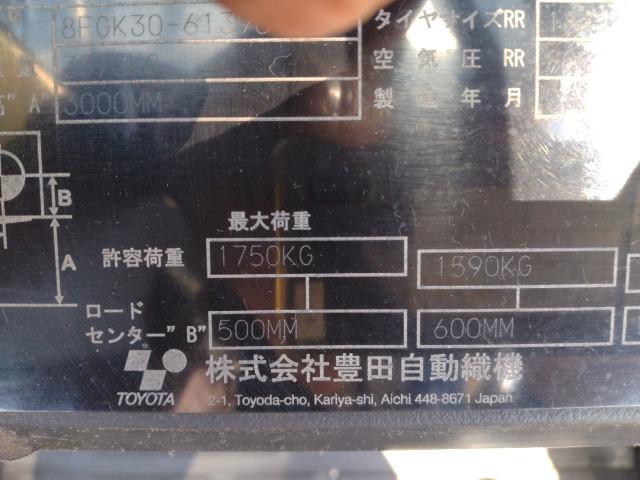 8FGK30-613
タイヤサイズRR
空気圧 RR
"A" 3000MM
製造年月
B
A
最大荷重
許容荷重 1750KG 1590KG
ロード
センター"B" 500MM 600MM
TOYOTA
株式会社豊田自動織機
2-1, Toyoda-cho, Kariya-shi, Aichi 448-8671 Japan